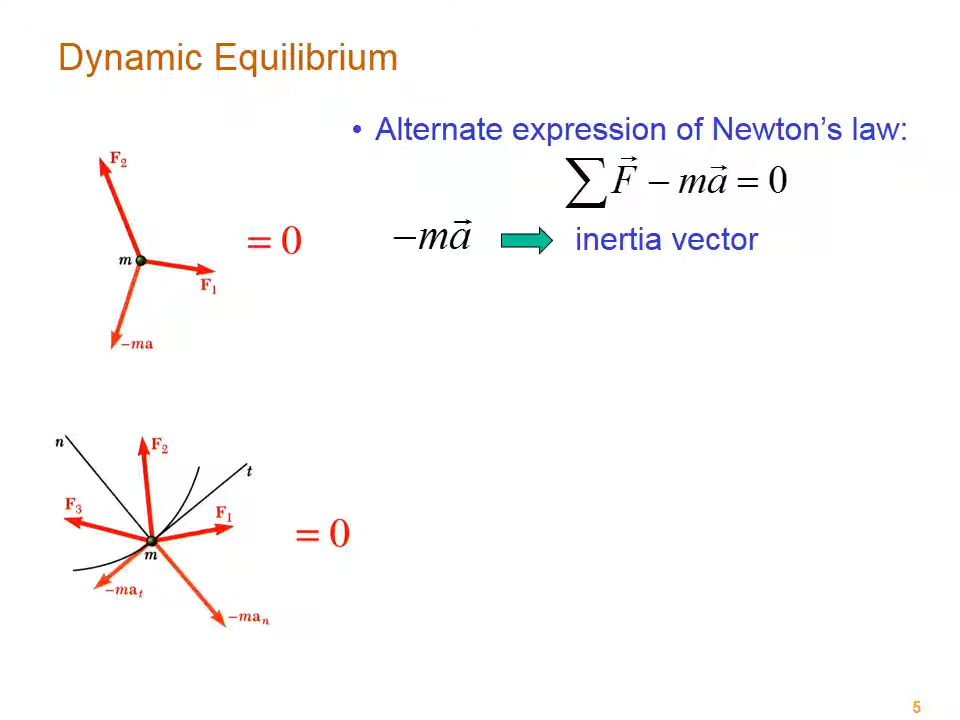 Dynamic Equilibrium
• Alternate expression of Newton's law:
∑F⃗ − ma⃗ = 0
−ma⃗ inertia vector
F₂
m
F₁
−ma
= 0
n
F₂
t
F₃
F₁
m
−maₜ
−maₙ
= 0
5